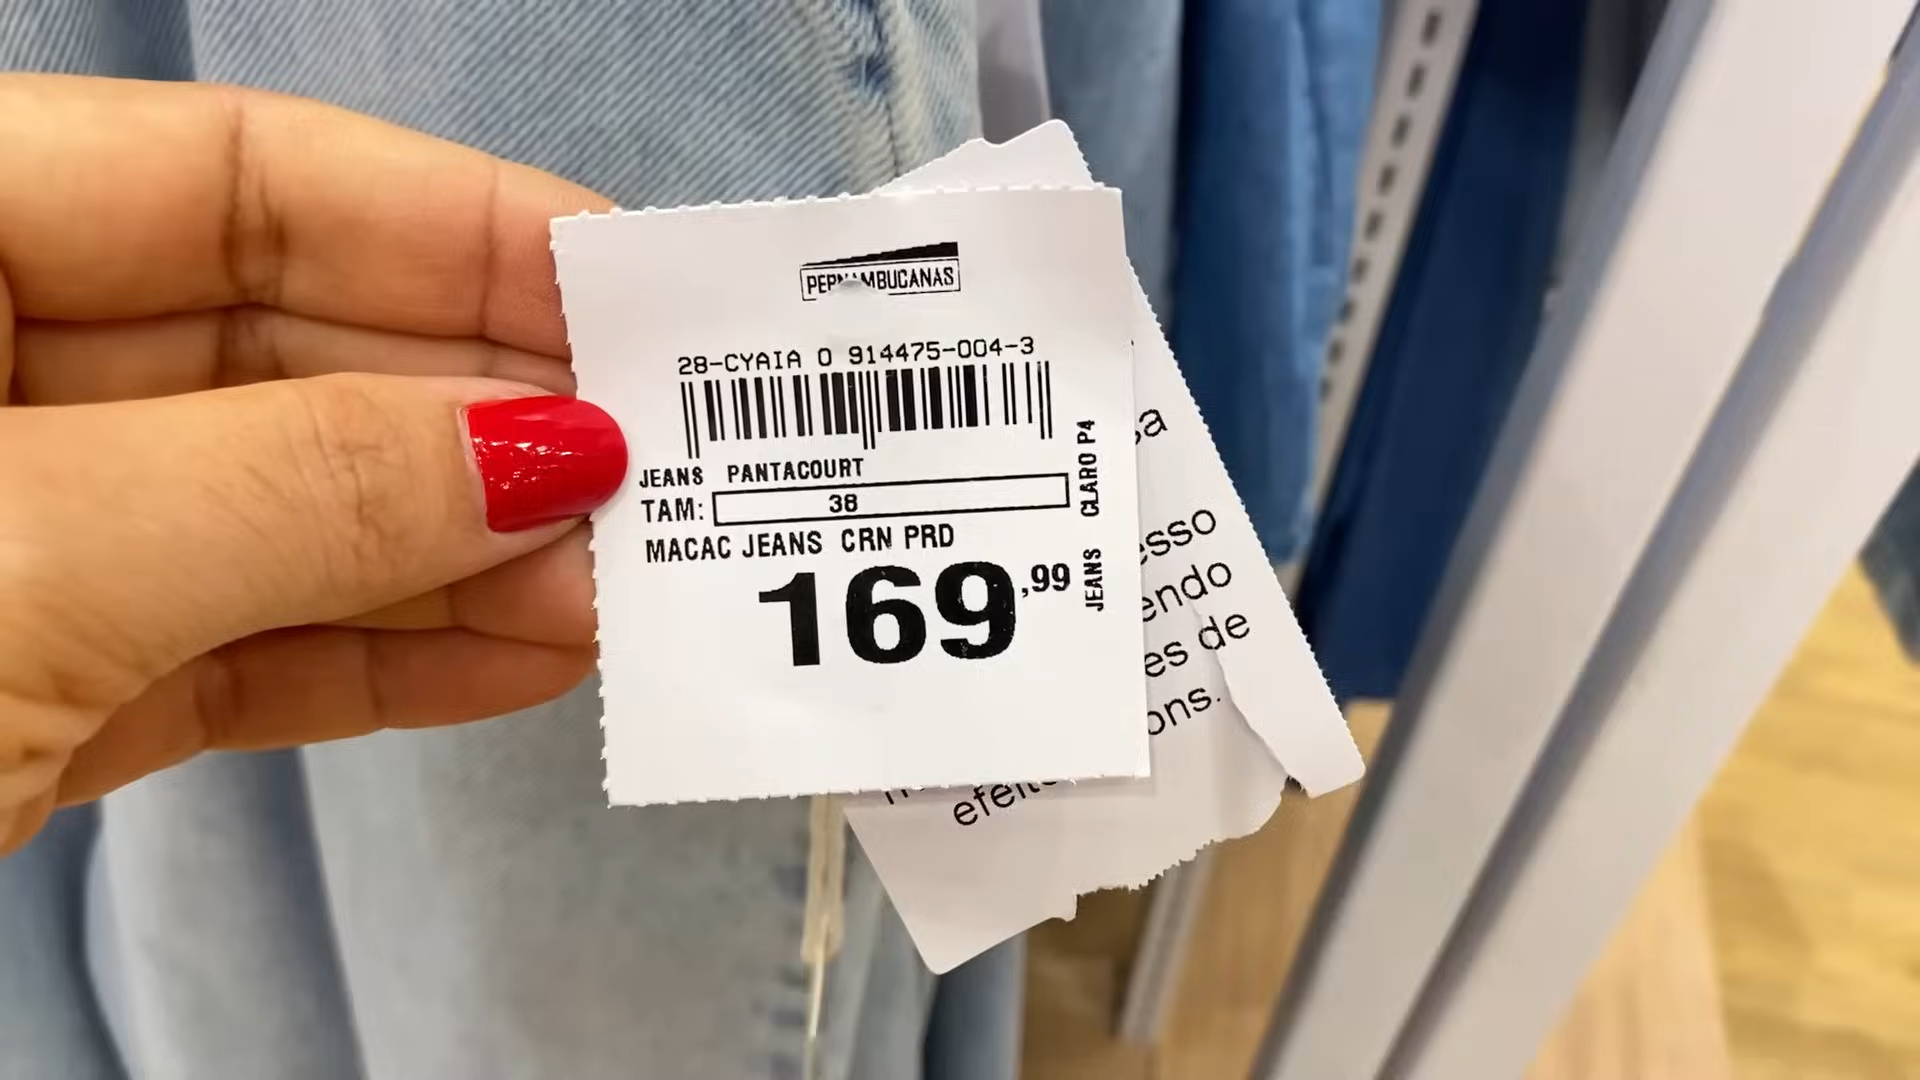 PERNAMBUCANAS
28-CYAIA 0 914475-004-3
JEANS PANTACOURT
TAM: 38
MACAC JEANS CRN PRD
169,99
JEANS CLARO P4
de